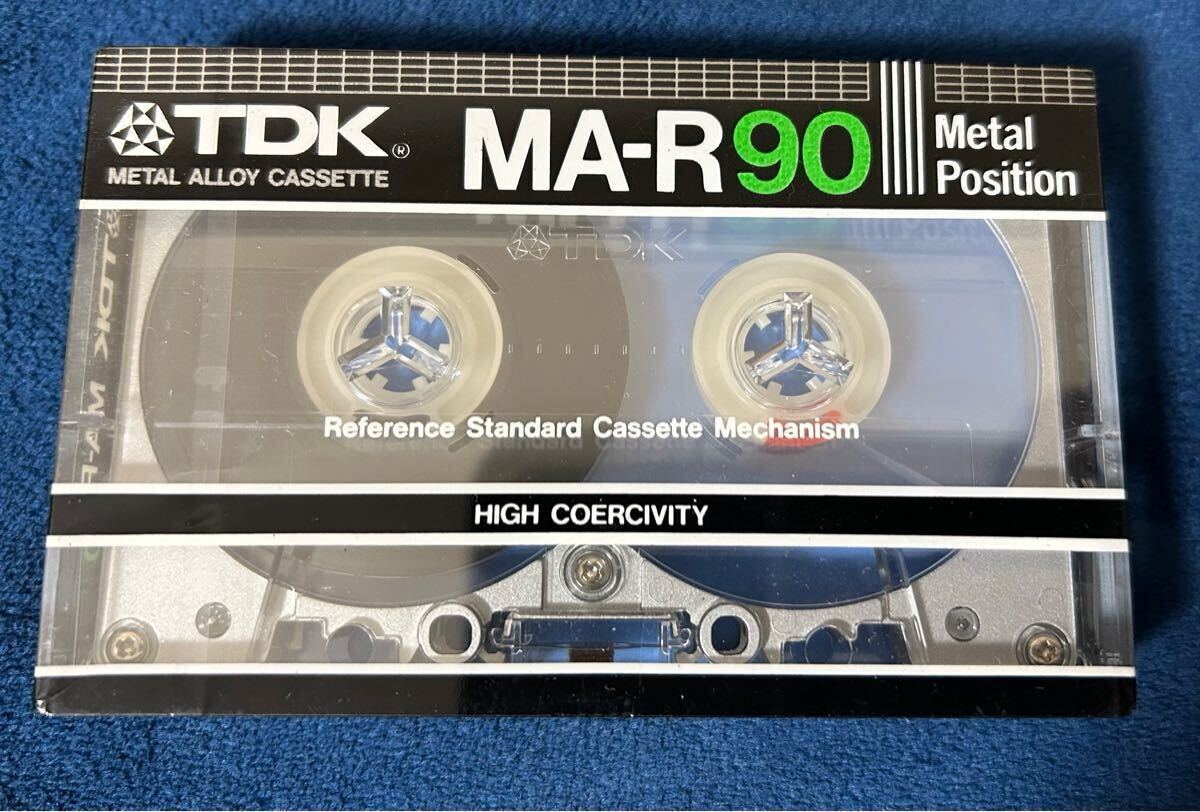 TDK®
METAL ALLOY CASSETTE
MA-R90
Metal
Position
TDK
Reference Standard Cassette Mechanism
HIGH COERCIVITY